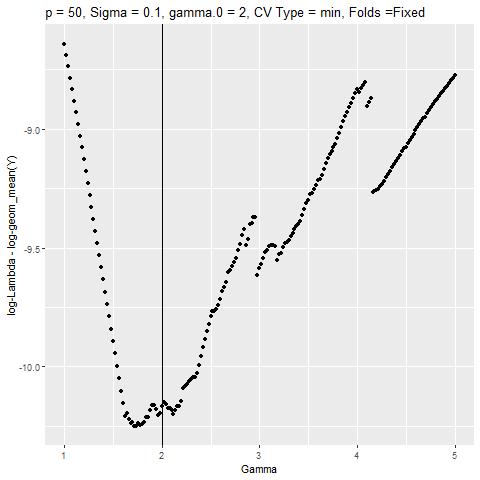 p = 50, Sigma = 0.1, gamma.0 = 2, CV Type = min, Folds =Fixed
log-Lambda - log-geom_mean(Y)
-9.0
-9.5
-10.0
1 2 3 4 5
Gamma